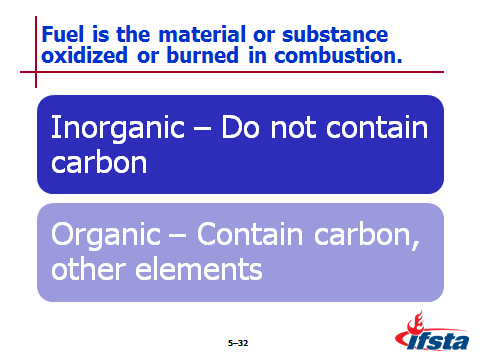 Fuel is the material or substance
oxidized or burned in combustion.
Inorganic – Do not contain
carbon
Organic – Contain carbon,
other elements
5–32
ifsta